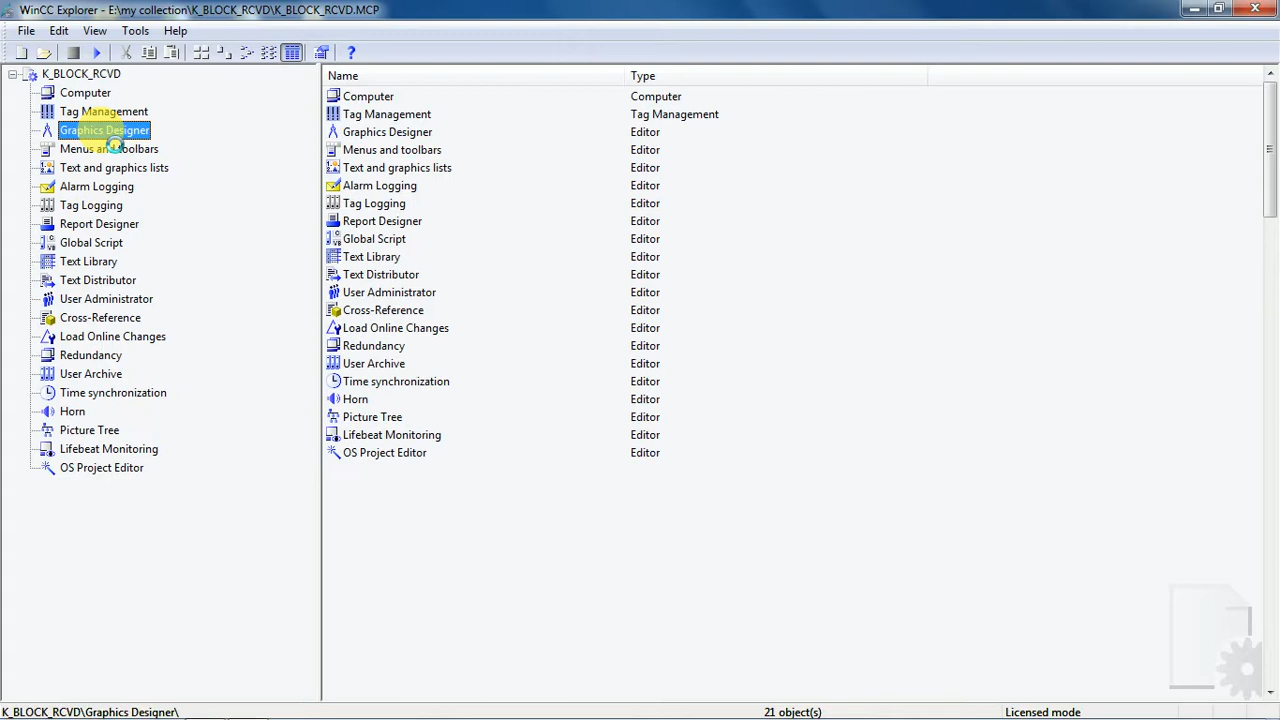 WinCC Explorer - E:\my collection\K_BLOCK_RCVD\K_BLOCK_RCVD.MCP
File Edit View Tools Help
K_BLOCK_RCVD
Computer
Tag Management
Graphics Designer
Menus and toolbars
Text and graphics lists
Alarm Logging
Tag Logging
Report Designer
Global Script
Text Library
Text Distributor
User Administrator
Cross-Reference
Load Online Changes
Redundancy
User Archive
Time synchronization
Horn
Picture Tree
Lifebeat Monitoring
OS Project Editor
Name Type
Computer Computer
Tag Management Tag Management
Graphics Designer Editor
Menus and toolbars Editor
Text and graphics lists Editor
Alarm Logging Editor
Tag Logging Editor
Report Designer Editor
Global Script Editor
Text Library Editor
Text Distributor Editor
User Administrator Editor
Cross-Reference Editor
Load Online Changes Editor
Redundancy Editor
User Archive Editor
Time synchronization Editor
Horn Editor
Picture Tree Editor
Lifebeat Monitoring Editor
OS Project Editor Editor
K_BLOCK_RCVD\Graphics Designer\ 21 object(s) Licensed mode